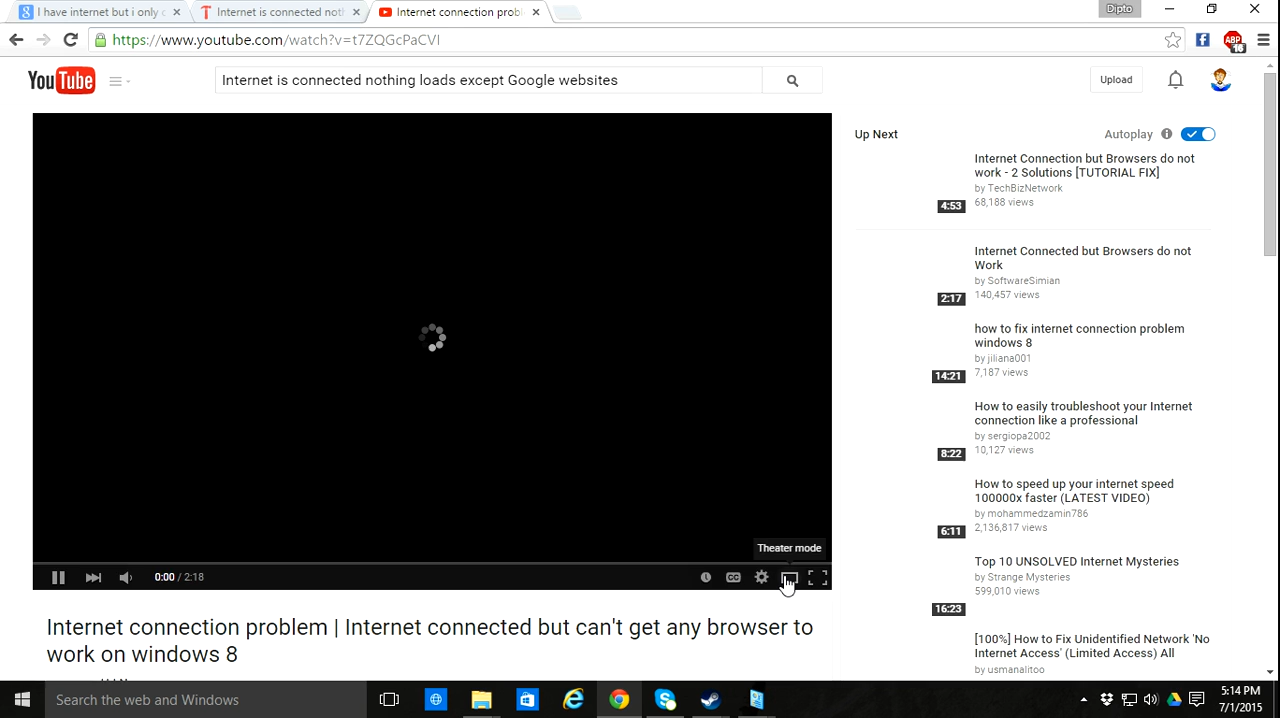 I have internet but i only c
Internet is connected noth
Internet connection probl
Dipto
https://www.youtube.com/watch?v=t7ZQGcPaCVI
ABP
16
YouTube
Internet is connected nothing loads except Google websites
Upload
Up Next
Autoplay
Internet Connection but Browsers do not
work - 2 Solutions [TUTORIAL FIX]
by TechBizNetwork
4:53
68,188 views
Internet Connected but Browsers do not
Work
by SoftwareSimian
2:17
140,457 views
how to fix internet connection problem
windows 8
by jiliana001
14:21
7,187 views
How to easily troubleshoot your Internet
connection like a professional
by sergiopa2002
8:22
10,127 views
How to speed up your internet speed
100000x faster (LATEST VIDEO)
by mohammedzamin786
6:11
2,136,817 views
Top 10 UNSOLVED Internet Mysteries
by Strange Mysteries
599,010 views
16:23
[100%] How to Fix Unidentified Network 'No
Internet Access' (Limited Access) All
by usmanalitoo
Theater mode
0:00 / 2:18
CC
Internet connection problem | Internet connected but can't get any browser to
work on windows 8
Search the web and Windows
5:14 PM
7/1/2015